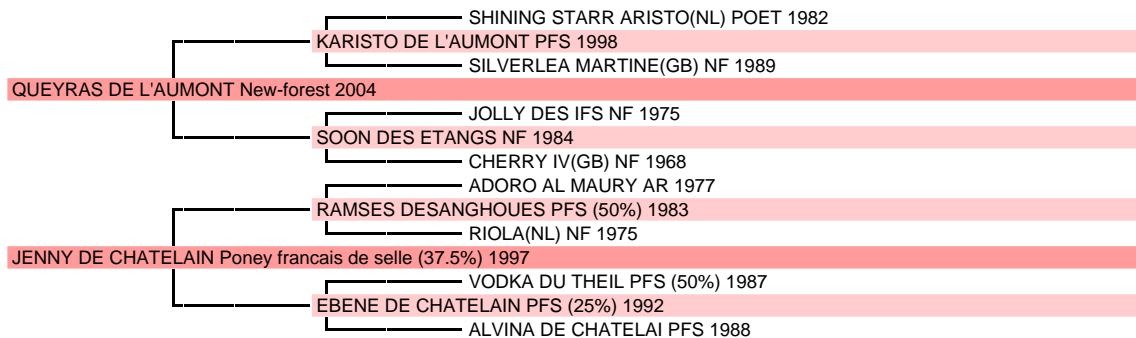 SHINING STARR ARISTO(NL) POET 1982
KARISTO DE L'AUMONT PFS 1998
SILVERLEA MARTINE(GB) NF 1989
QUEYRAS DE L'AUMONT New-forest 2004
JOLLY DES IFS NF 1975
SOON DES ETANGS NF 1984
CHERRY IV(GB) NF 1968
ADORO AL MAURY AR 1977
RAMSES DESANGHOUES PFS (50%) 1983
RIOLA(NL) NF 1975
JENNY DE CHATELAIN Poney francais de selle (37.5%) 1997
VODKA DU THEIL PFS (50%) 1987
EBENE DE CHATELAIN PFS (25%) 1992
ALVINA DE CHATELAI PFS 1988